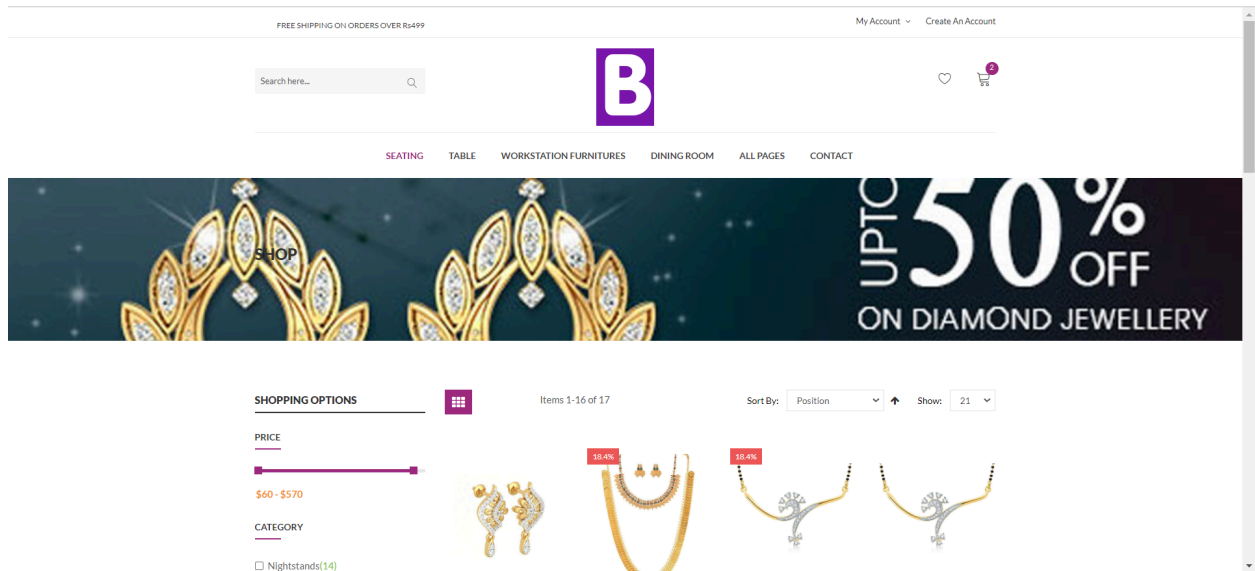 FREE SHIPPING ON ORDERS OVER Rs499
My Account
Create An Account
Search here...
B
2
SEATING TABLE WORKSTATION FURNITURES DINING ROOM ALL PAGES CONTACT
SHOP
UPTO
50% OFF
ON DIAMOND JEWELLERY
SHOPPING OPTIONS
Items 1-16 of 17
Sort By: Position
Show: 21
PRICE
$60 - $570
CATEGORY
Nightstands(14)
18.4%
18.4%